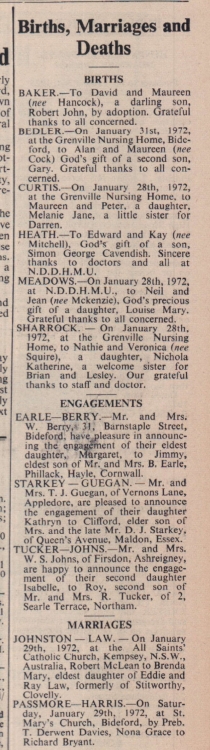 Births, Marriages and
Deaths
BIRTHS
BAKER.—To David and Maureen
(nee Hancock), a darling son,
Robert John, by adoption. Grateful
thanks to all concerned.
BEDLER.—On January 31st, 1972,
at the Grenville Nursing Home, Bide-
ford, to Alan and Maureen (nee
Cock) God's gift of a second son,
Gary. Grateful thanks to all con-
cerned.
CURTIS.—On January 28th, 1972,
at the Grenville Nursing Home, to
Maureen and Peter, a daughter,
Melanie Jane, a little sister for
Darren.
HEATH.—To Edward and Kay (nee
Mitchell), God's gift of a son,
Simon George Cavendish. Sincere
thanks to doctors and all at
N.D.D.H.M.U.
MEADOWS.—On January 28th, 1972,
at N.D.D.H.M.U., to Neil and
Jean (nee Mckenzie), God's precious
gift of a daughter, Louise Mary.
Grateful thanks to all concerned.
SHARROCK. — On January 28th,
1972, at the Grenville Nursing
Home, to Nathie and Veronica (nee
Squire), a daughter, Nichola
Katherine, a welcome sister for
Brian and Lesley. Our grateful
thanks to staff and doctor.
ENGAGEMENTS
EARLE—BERRY.—Mr. and Mrs.
W. Berry, 31, Barnstaple Street,
Bideford, have pleasure in announc-
ing the engagement of their eldest
daughter, Margaret, to Jimmy,
eldest son of Mr. and Mrs. B. Earle,
Phillack, Hayle, Cornwall.
STARKEY — GUEGAN. — Mr. and
Mrs. T. J. Guegan, of Vernons Lane,
Appledore, are pleased to announce
the engagement of their daughter
Kathryn to Clifford, elder son of
Mrs. and the late Mr. D. J. Starkey,
of Queen's Avenue, Maldon, Essex.
TUCKER—JOHNS.—Mr. and Mrs.
W. S. Johns, of Firsdon, Ashreigney,
are happy to announce the engage-
ment of their second daughter
Isabelle, to Roy, second son of
Mr. and Mrs. R. Tucker, of 2,
Searle Terrace, Northam.
MARRIAGES
JOHNSTON — LAW. — On January
29th, 1972, at the All Saints'
Catholic Church, Kempsey, N.S.W.,
Australia, Robert McLean to Brenda
Mary, eldest daughter of Eddie and
Ray Law, formerly of Stitworthy,
Clovelly.
PASSMORE—HARRIS.—On Satur-
day, January 29th, 1972, at St.
Mary's Church, Bideford, by Preb.
T. Derwent Davies, Nona Grace to
Richard Bryant.